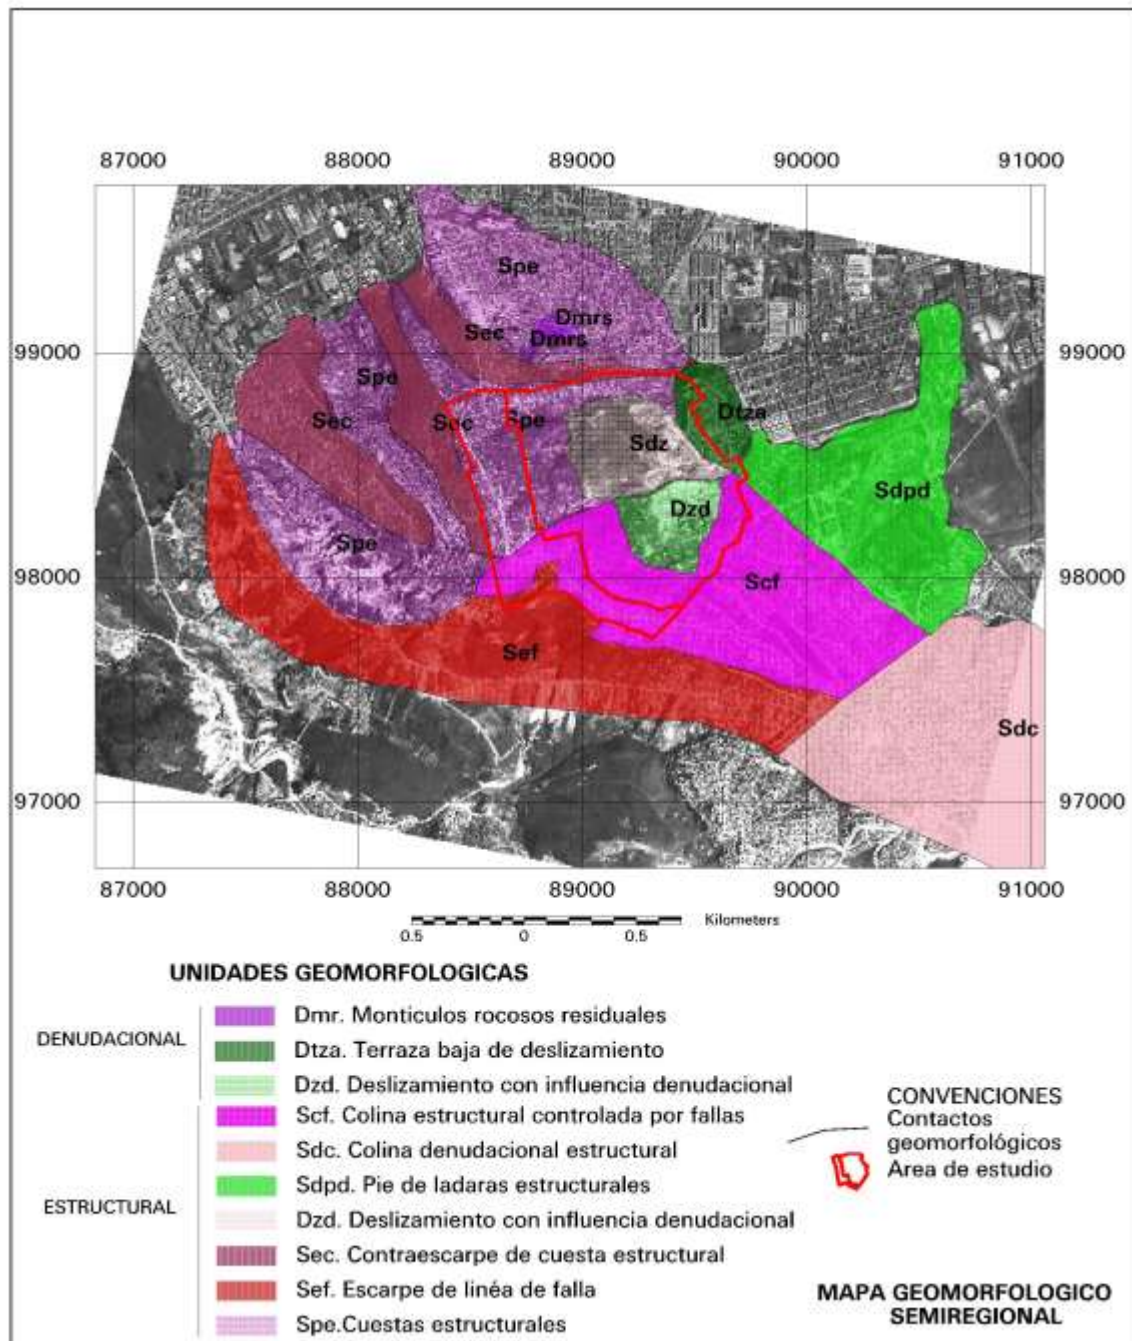 87000 88000 89000 90000 91000
Spe
Dmrs
Sec
Dmrs
99000 99000
Spe
Sec
Sec
Spe
Dtza
Sdz
Sdpd
Dzd
Spe
98000 98000
Scf
Sef
Sdc
97000 97000
87000 88000 89000 90000 91000
Kilometers
0.5 0 0.5
UNIDADES GEOMORFOLOGICAS
DENUDACIONAL
Dmr. Monticulos rocosos residuales
Dtza. Terraza baja de deslizamiento
Dzd. Deslizamiento con influencia denudacional
ESTRUCTURAL
Scf. Colina estructural controlada por fallas
Sdc. Colina denudacional estructural
Sdpd. Pie de ladaras estructurales
Dzd. Deslizamiento con influencia denudacional
Sec. Contraescarpe de cuesta estructural
Sef. Escarpe de linéa de falla
Spe.Cuestas estructurales
CONVENCIONES
Contactos
geomorfológicos
Area de estudio
MAPA GEOMORFOLOGICO
SEMIREGIONAL